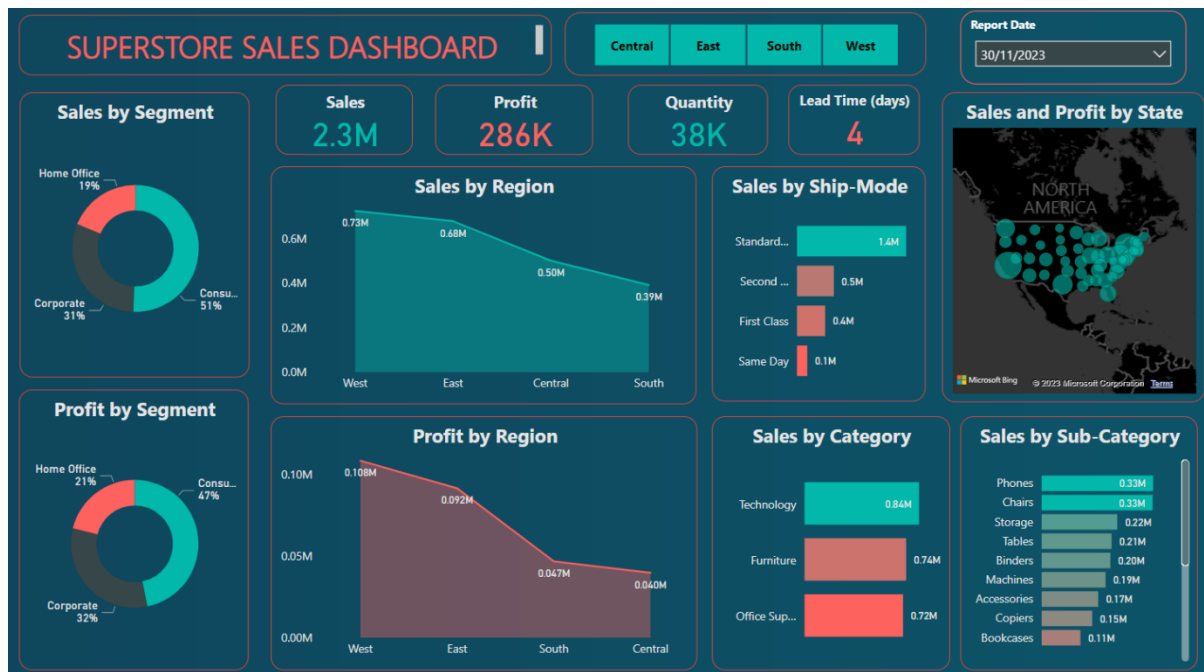 SUPERSTORE SALES DASHBOARD
Central
East
South
West
Report Date
30/11/2023
Sales by Segment
Home Office
19%
Corporate
31%
Consu...
51%
Sales
2.3M
Profit
286K
Quantity
38K
Lead Time (days)
4
Sales by Region
0.6M
0.4M
0.2M
0.0M
0.73M
0.68M
0.50M
0.39M
West
East
Central
South
Sales by Ship-Mode
Standard...
1.4M
Second ...
0.5M
First Class
0.4M
Same Day
0.1M
Sales and Profit by State
NORTH
AMERICA
Microsoft Bing
© 2023 Microsoft Corporation
Terms
Profit by Segment
Home Office
21%
Consu...
47%
Corporate
32%
Profit by Region
0.10M
0.05M
0.00M
0.108M
0.092M
0.047M
0.040M
West
East
South
Central
Sales by Category
Technology
0.84M
Furniture
0.74M
Office Sup...
0.72M
Sales by Sub-Category
Phones
0.33M
Chairs
0.33M
Storage
0.22M
Tables
0.21M
Binders
0.20M
Machines
0.19M
Accessories
0.17M
Copiers
0.15M
Bookcases
0.11M